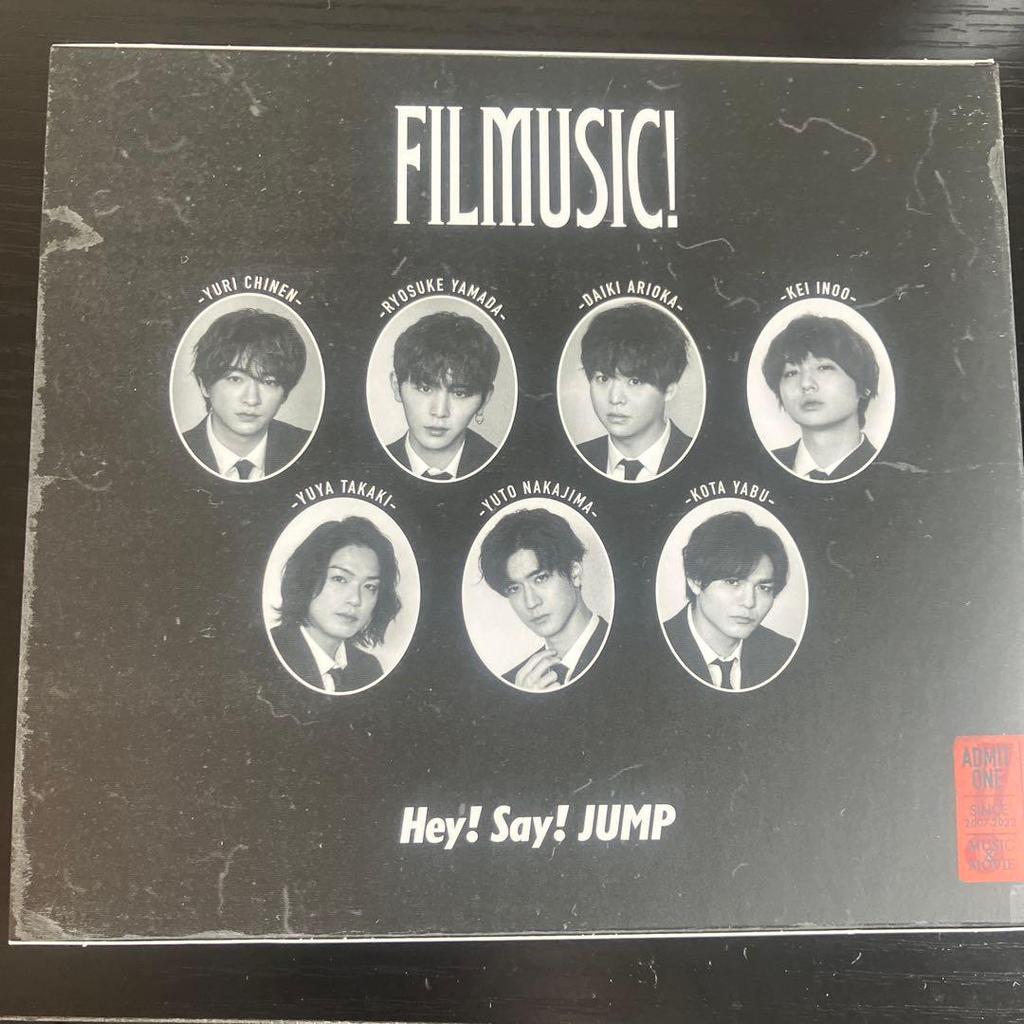 FILMUSIC!
-YURI CHINEN-
-RYOSUKE YAMADA-
-DAIKI ARIOKA-
-KEI INOO-
-YUYA TAKAKI-
-YUTO NAKAJIMA-
-KOTA YABU-
Hey! Say! JUMP
ADMIT
ONE
SINCE
2007-2022
MUSIC
&
MOVIE